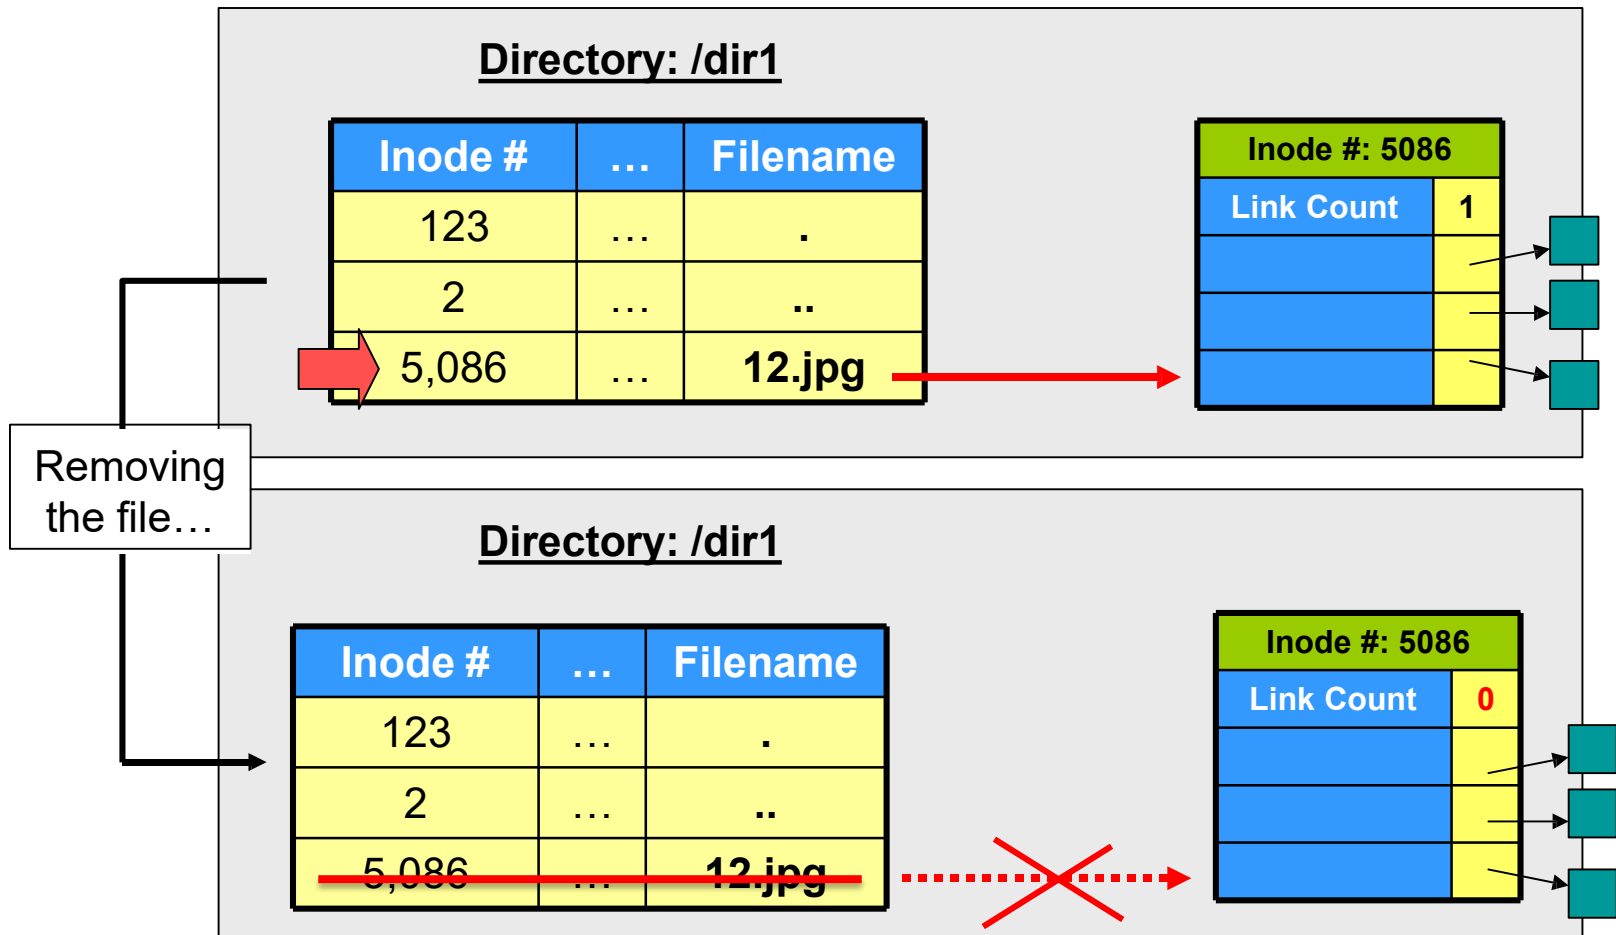 Directory: /dir1
Inode # … Filename
123 … .
2 … ..
5,086 … 12.jpg
Inode #: 5086
Link Count 1
Removing
the file…
Directory: /dir1
Inode # … Filename
123 … .
2 … ..
5,086 … 12.jpg
Inode #: 5086
Link Count 0